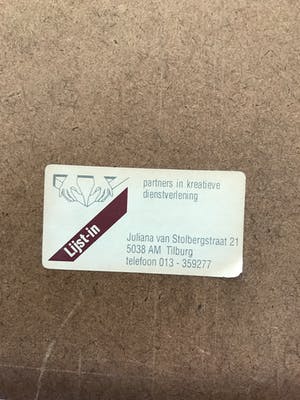 partners in kreatieve
dienstverlening
Lijst-in
Juliana van Stolbergstraat 21
5038 AM Tilburg
telefoon 013 - 359277